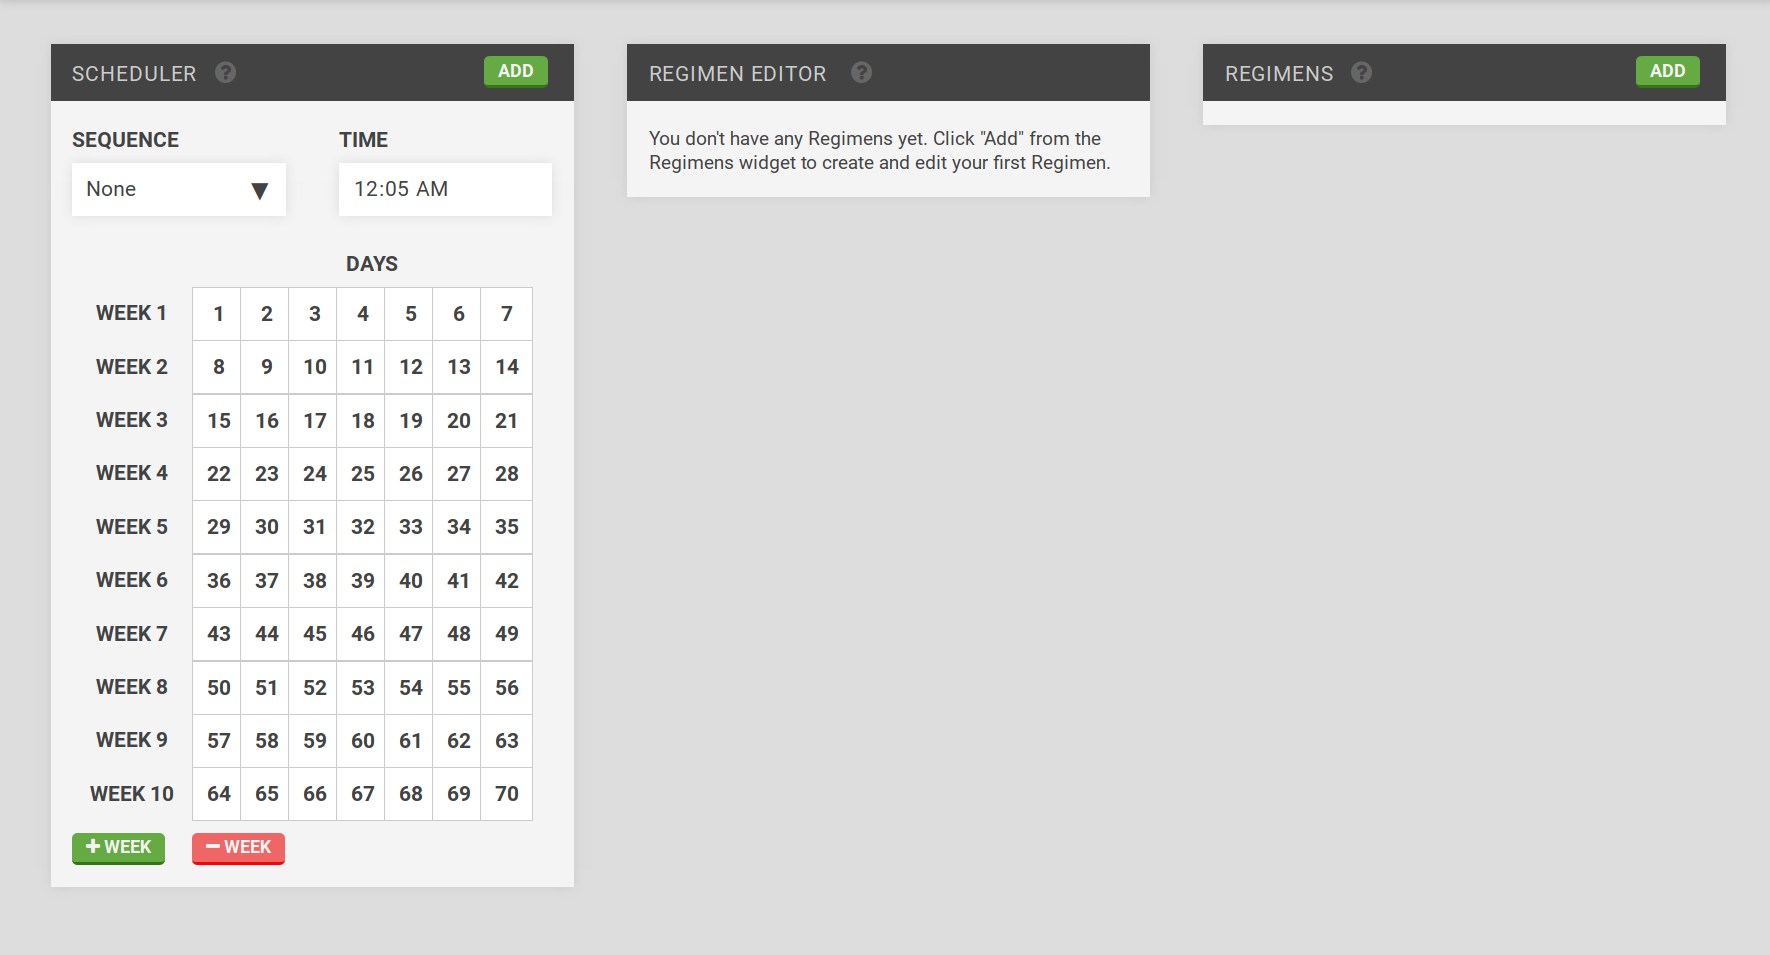 SCHEDULER ? ADD
SEQUENCE TIME
None ▼ 12:05 AM
DAYS
WEEK 1 1 2 3 4 5 6 7
WEEK 2 8 9 10 11 12 13 14
WEEK 3 15 16 17 18 19 20 21
WEEK 4 22 23 24 25 26 27 28
WEEK 5 29 30 31 32 33 34 35
WEEK 6 36 37 38 39 40 41 42
WEEK 7 43 44 45 46 47 48 49
WEEK 8 50 51 52 53 54 55 56
WEEK 9 57 58 59 60 61 62 63
WEEK 10 64 65 66 67 68 69 70
+ WEEK − WEEK
REGIMEN EDITOR ?
You don't have any Regimens yet. Click "Add" from the
Regimens widget to create and edit your first Regimen.
REGIMENS ? ADD